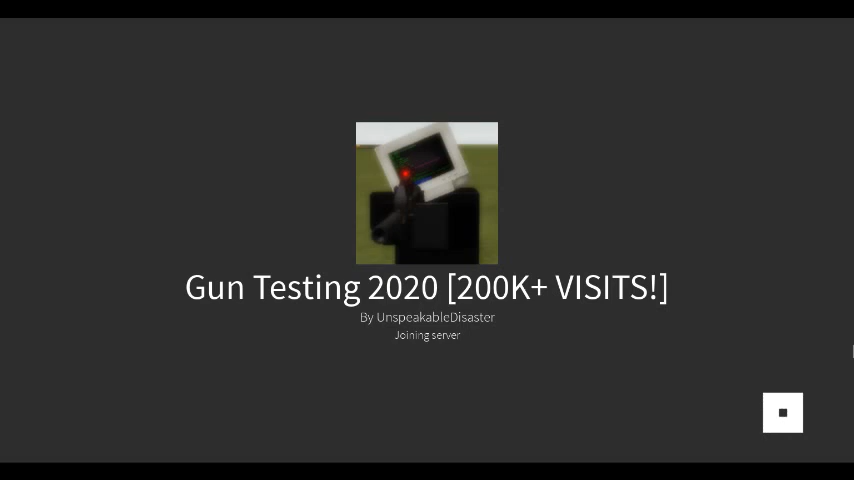 Gun Testing 2020 [200K+ VISITS!]
By UnspeakableDisaster
Joining server